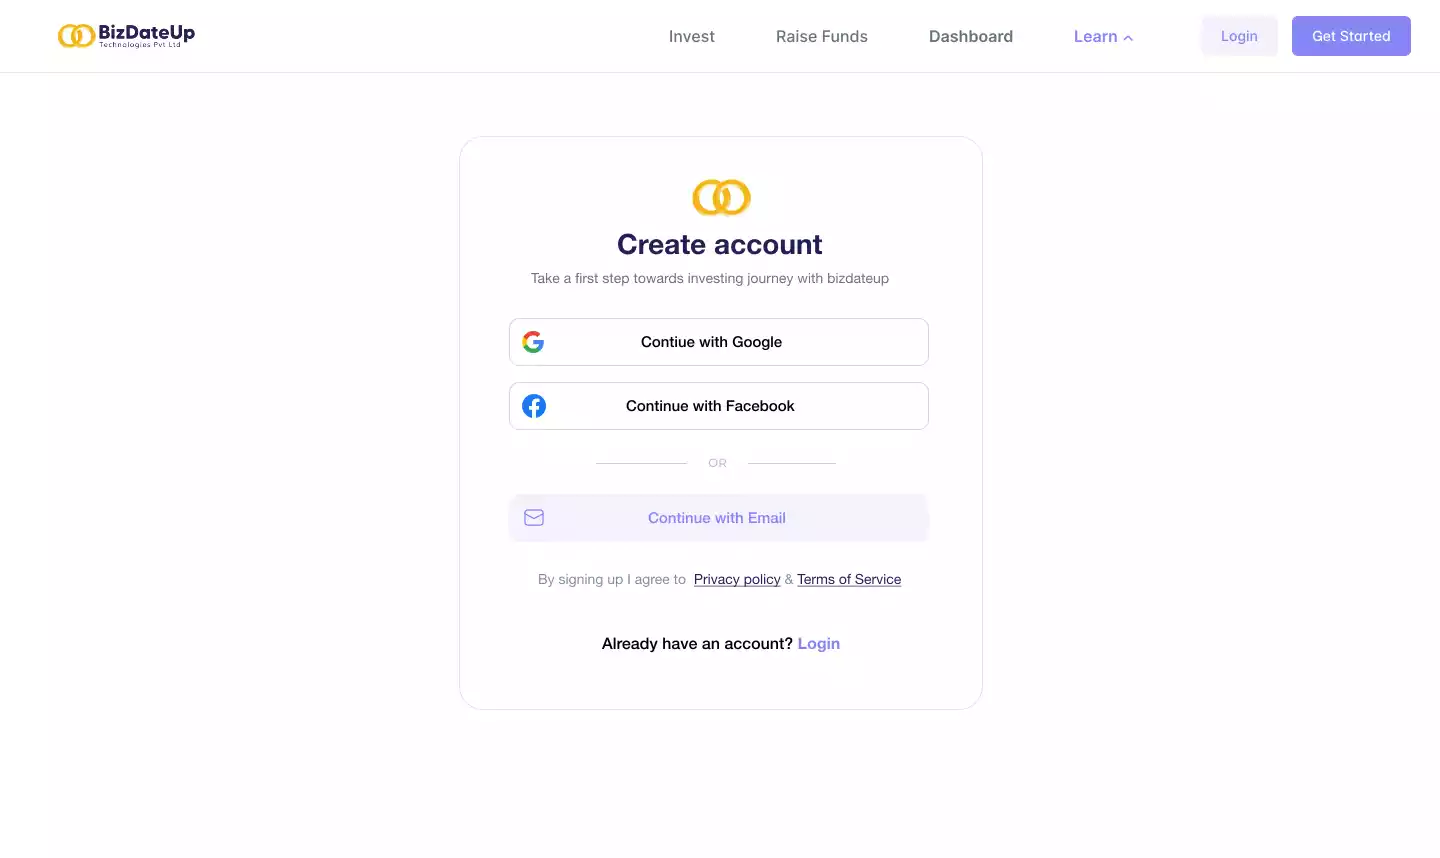 BizDateUp
Technologies Pvt Ltd
Invest
Raise Funds
Dashboard
Learn
Login
Get Started
Create account
Take a first step towards investing journey with bizdateup
Contiue with Google
Continue with Facebook
OR
Continue with Email
By signing up I agree to Privacy policy & Terms of Service
Already have an account? Login